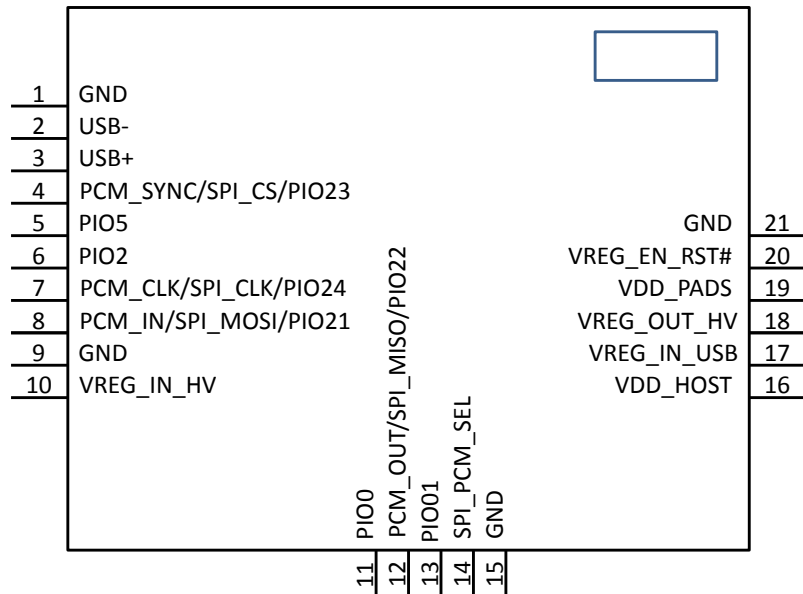 1 GND
2 USB-
3 USB+
4 PCM_SYNC/SPI_CS/PIO23
5 PIO5
6 PIO2
7 PCM_CLK/SPI_CLK/PIO24
8 PCM_IN/SPI_MOSI/PIO21
9 GND
10 VREG_IN_HV
11 PIO0
12 PCM_OUT/SPI_MISO/PIO22
13 PIO01
14 SPI_PCM_SEL
15 GND
GND 21
VREG_EN_RST# 20
VDD_PADS 19
VREG_OUT_HV 18
VREG_IN_USB 17
VDD_HOST 16